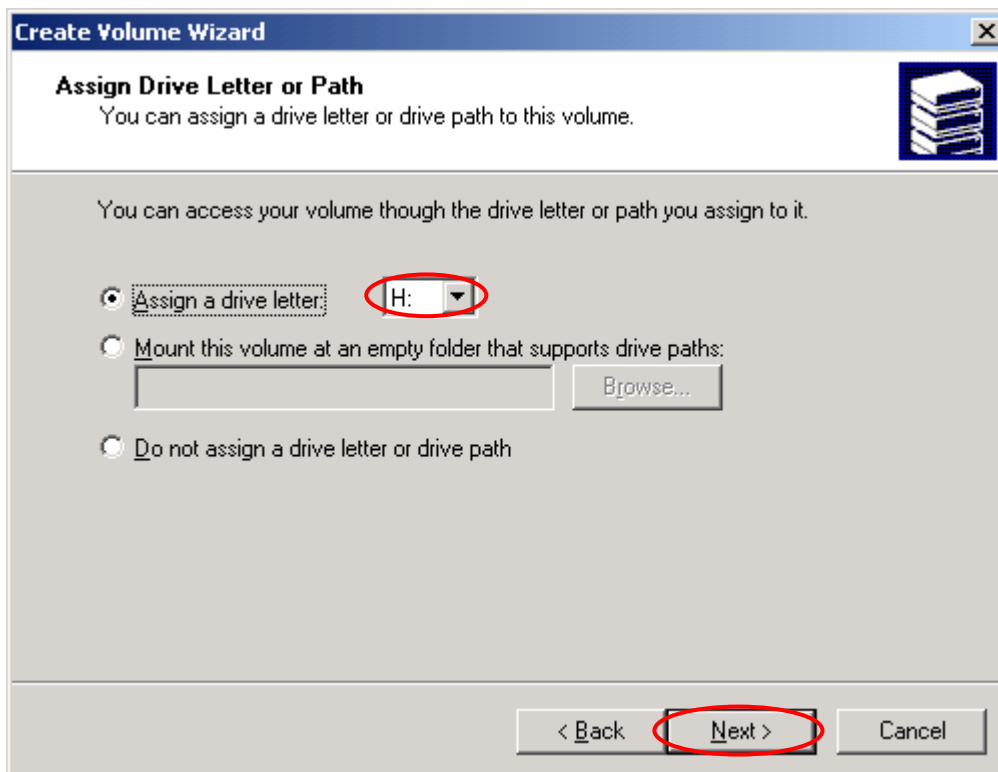 Create Volume Wizard
Assign Drive Letter or Path
You can assign a drive letter or drive path to this volume.
You can access your volume though the drive letter or path you assign to it.
Assign a drive letter: H:
Mount this volume at an empty folder that supports drive paths:
Browse...
Do not assign a drive letter or drive path
< Back Next > Cancel